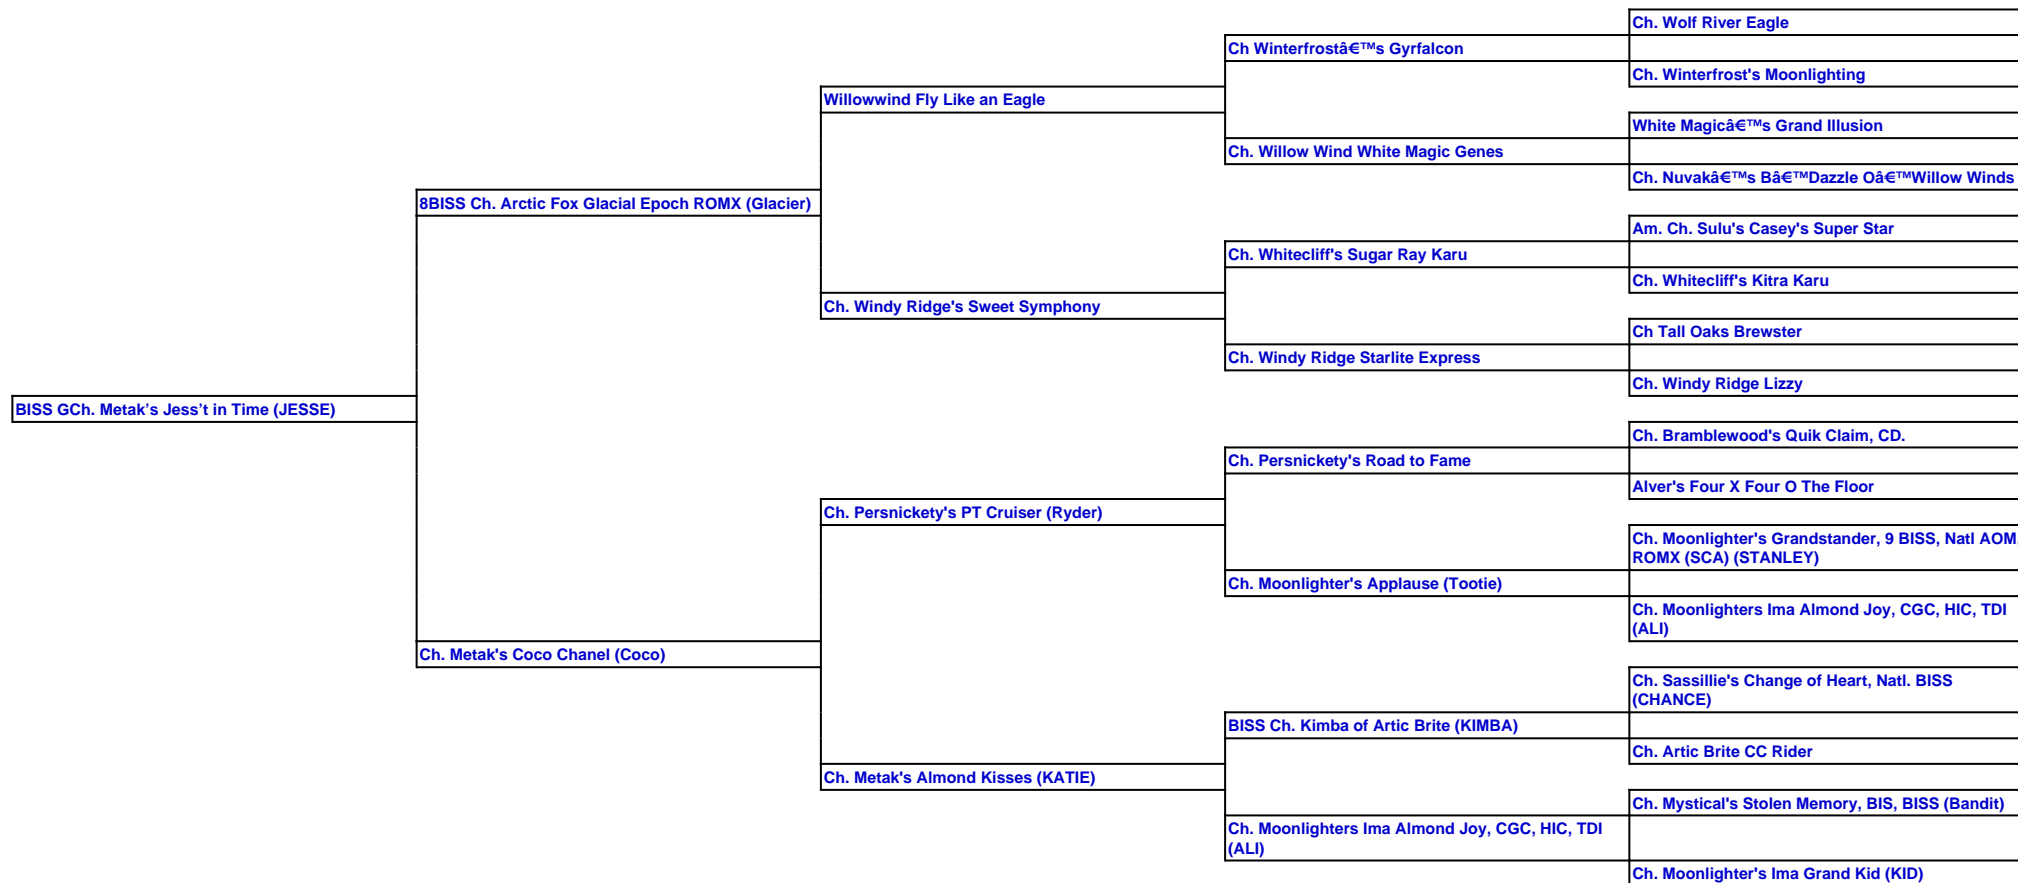 Ch. Wolf River Eagle
Ch Winterfrostâ€™s Gyrfalcon
Ch. Winterfrost's Moonlighting
Willowwind Fly Like an Eagle
White Magicâ€™s Grand Illusion
Ch. Willow Wind White Magic Genes
Ch. Nuvakâ€™s Bâ€™Dazzle Oâ€™Willow Winds
8BISS Ch. Arctic Fox Glacial Epoch ROMX (Glacier)
Am. Ch. Sulu's Casey's Super Star
Ch. Whitecliff's Sugar Ray Karu
Ch. Whitecliff's Kitra Karu
Ch. Windy Ridge's Sweet Symphony
Ch Tall Oaks Brewster
Ch. Windy Ridge Starlite Express
Ch. Windy Ridge Lizzy
BISS GCh. Metak’s Jess’t in Time (JESSE)
Ch. Bramblewood's Quik Claim, CD.
Ch. Persnickety's Road to Fame
Alver's Four X Four O The Floor
Ch. Persnickety's PT Cruiser (Ryder)
Ch. Moonlighter's Grandstander, 9 BISS, Natl AOM,
ROMX (SCA) (STANLEY)
Ch. Moonlighter's Applause (Tootie)
Ch. Moonlighters Ima Almond Joy, CGC, HIC, TDI
(ALI)
Ch. Metak's Coco Chanel (Coco)
Ch. Sassillie's Change of Heart, Natl. BISS
(CHANCE)
BISS Ch. Kimba of Artic Brite (KIMBA)
Ch. Artic Brite CC Rider
Ch. Metak's Almond Kisses (KATIE)
Ch. Mystical's Stolen Memory, BIS, BISS (Bandit)
Ch. Moonlighters Ima Almond Joy, CGC, HIC, TDI
(ALI)
Ch. Moonlighter's Ima Grand Kid (KID)